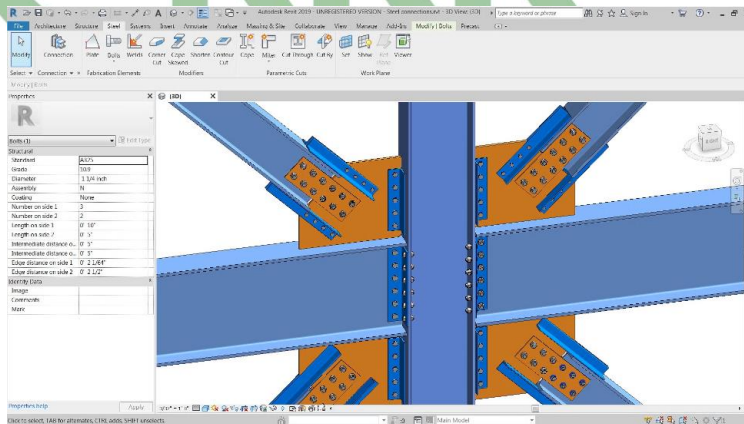 Autodesk Revit 2019 - UNREGISTERED VERSION - Steel connection.rvt - 3D View: {3D}
Type a keyword or phrase
Sign In
File Architecture Structure Steel Systems Insert Annotate Analyze Massing & Site Collaborate View Manage Add-Ins Modify | Bolts Precast
Modify Connection Plate Bolts Welds Corner Cut Cope Skewed Shorten Contour Cut Cope Miter Cut Through Cut By Set Show Ref Plane Viewer
Select Connection Fabrication Elements Modifiers Parametric Cuts Work Plane
Modify | Bolts
Properties
{3D}
Bolts (1)
Edit Type
Structural
Standard A325
Grade 10.9
Diameter 1 1/4 inch
Assembly N
Coating None
Number on side 1 3
Number on side 2 2
Length on side 1 0' 10"
Length on side 2 0' 5"
Intermediate distance o... 0' 5"
Intermediate distance o... 0' 5"
Edge distance on side 1 0' 2 1/64"
Edge distance on side 2 0' 2 1/2"
Identity Data
Image
Comments
Mark
Properties help
Apply
Click to select, TAB for alternates, CTRL adds, SHIFT unselects.
Main Model